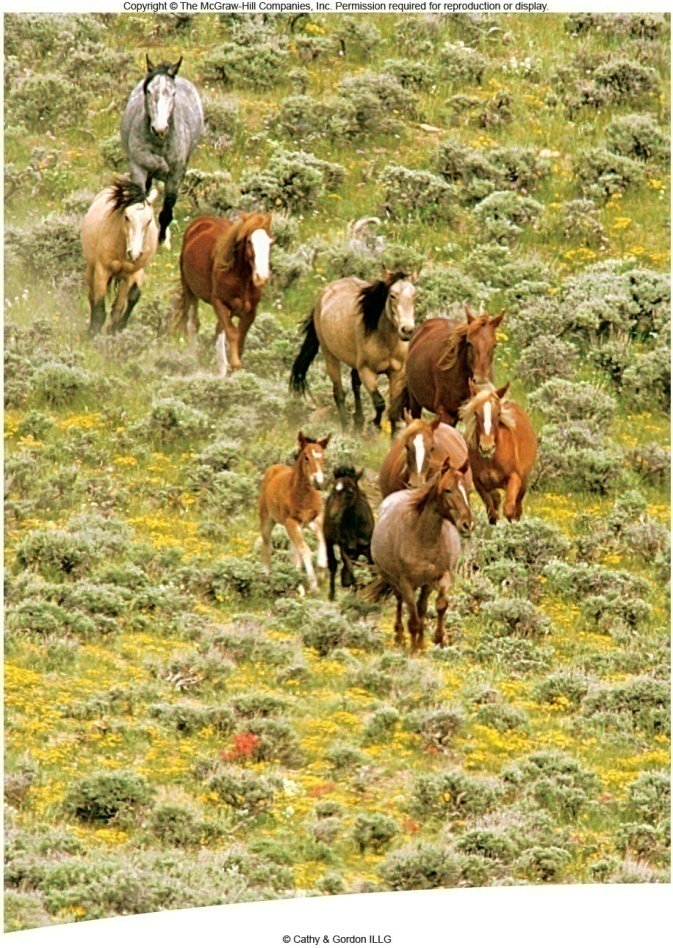 Copyright © The McGraw-Hill Companies, Inc. Permission required for reproduction or display.
© Cathy & Gordon ILLG